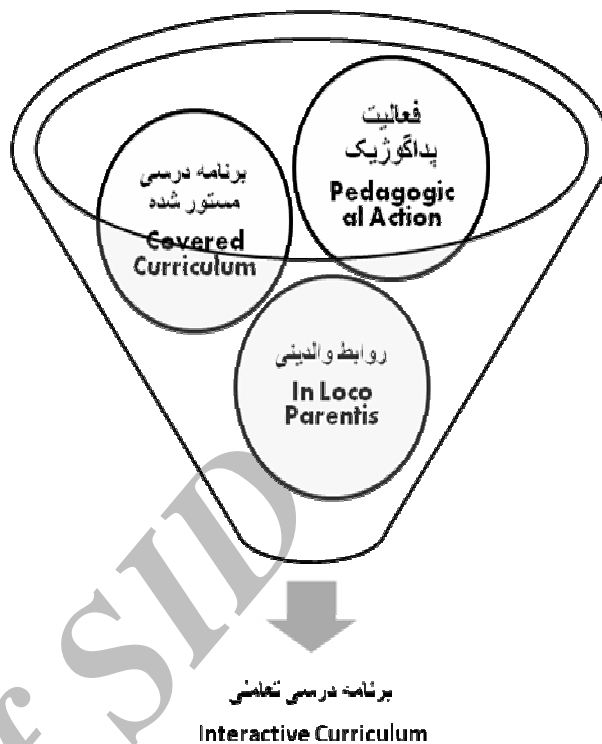 فعالیت
پداگوژیک
Pedagogic
al Action
برنامه درسی
مستور شده
Covered
Curriculum
روابط والدینی
In Loco
Parentis
برنامه درسی تعاملی
Interactive Curriculum
of SID